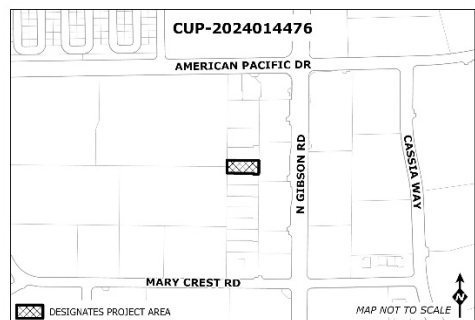 CUP-2024014476
AMERICAN PACIFIC DR
N GIBSON RD
CASSIA WAY
MARY CREST RD
DESIGNATES PROJECT AREA
MAP NOT TO SCALE
N